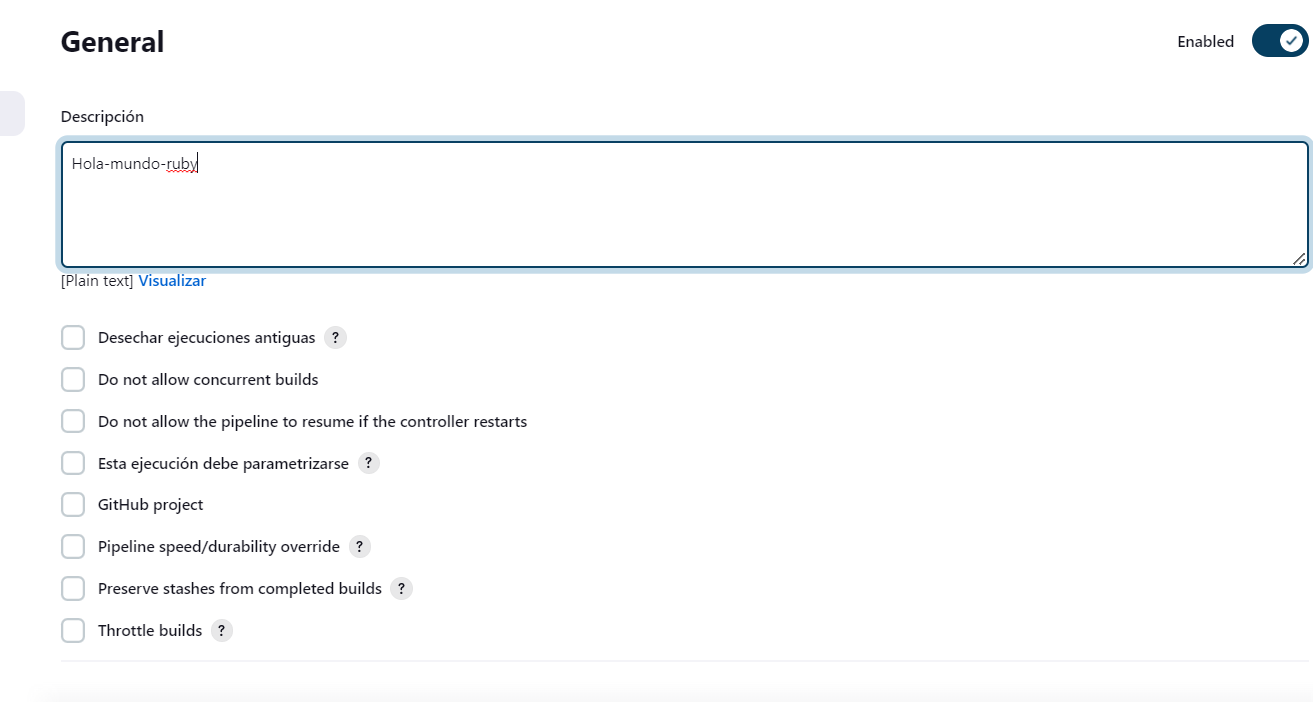 General
Enabled
Descripción
Hola-mundo-ruby
[Plain text] Visualizar
Desechar ejecuciones antiguas ?
Do not allow concurrent builds
Do not allow the pipeline to resume if the controller restarts
Esta ejecución debe parametrizarse ?
GitHub project
Pipeline speed/durability override ?
Preserve stashes from completed builds ?
Throttle builds ?